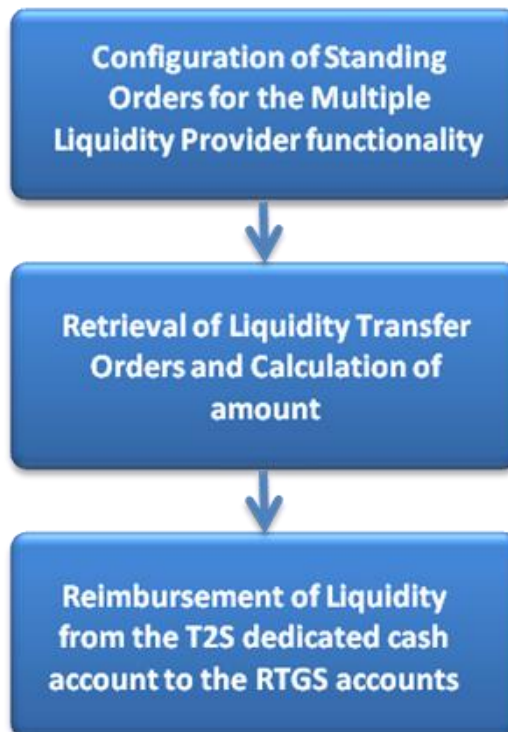 Configuration of Standing
Orders for the Multiple
Liquidity Provider functionality
Retrieval of Liquidity Transfer
Orders and Calculation of
amount
Reimbursement of Liquidity
from the T2S dedicated cash
account to the RTGS accounts